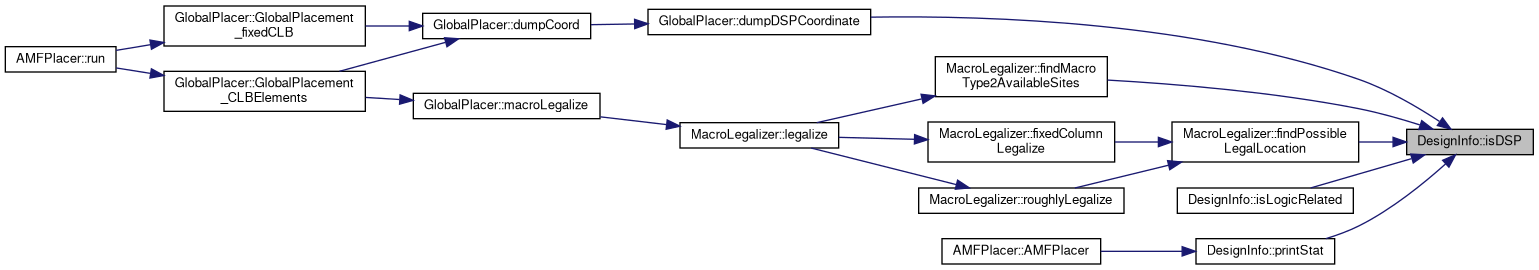 GlobalPlacer::GlobalPlacement
_fixedCLB
GlobalPlacer::dumpCoord
GlobalPlacer::dumpDSPCoordinate
AMFPlacer::run
GlobalPlacer::GlobalPlacement
_CLBElements
GlobalPlacer::macroLegalize
MacroLegalizer::legalize
MacroLegalizer::findMacro
Type2AvailableSites
MacroLegalizer::fixedColumn
Legalize
MacroLegalizer::findPossible
LegalLocation
DesignInfo::isDSP
MacroLegalizer::roughlyLegalize
DesignInfo::isLogicRelated
AMFPlacer::AMFPlacer
DesignInfo::printStat